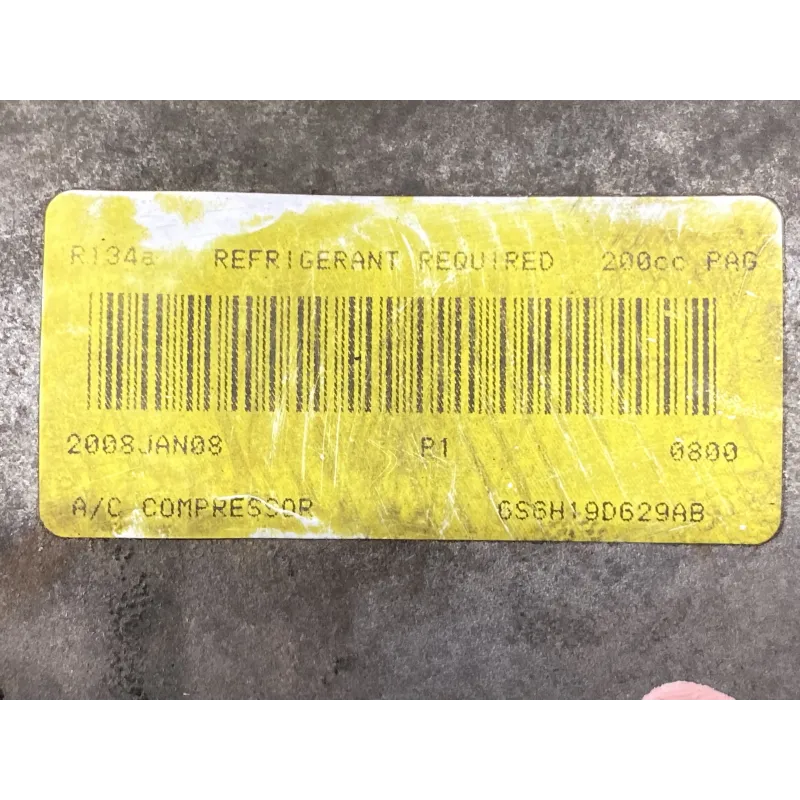 R134a REFRIGERANT REQUIRED 200cc PAG
2008JAN08 P1 0800
A/C COMPRESSOR 6S6H19D629AB